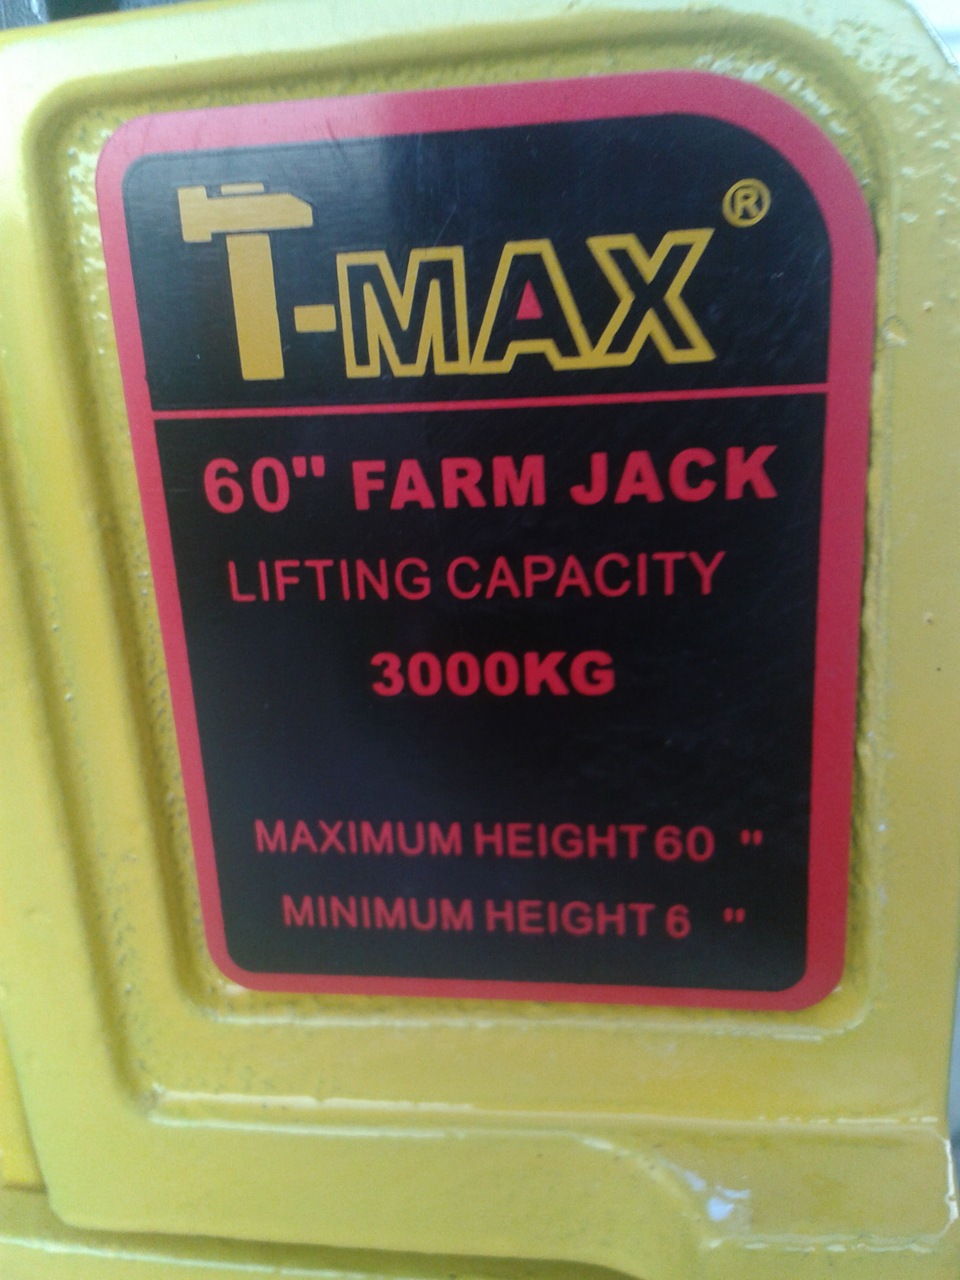 T-MAX®
60" FARM JACK
LIFTING CAPACITY
3000KG
MAXIMUM HEIGHT 60 "
MINIMUM HEIGHT 6 "